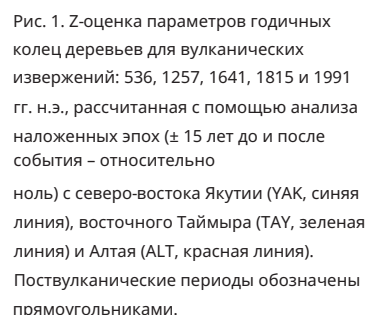 Рис. 1. Z-оценка параметров годичных
колец деревьев для вулканических
извержений: 536, 1257, 1641, 1815 и 1991
гг. н.э., рассчитанная с помощью анализа
наложенных эпох (± 15 лет до и после
события – относительно
ноль) с северо-востока Якутии (YAK, синяя
линия), восточного Таймыра (TAY, зеленая
линия) и Алтая (ALT, красная линия).
Поствулканические периоды обозначены
прямоугольниками.